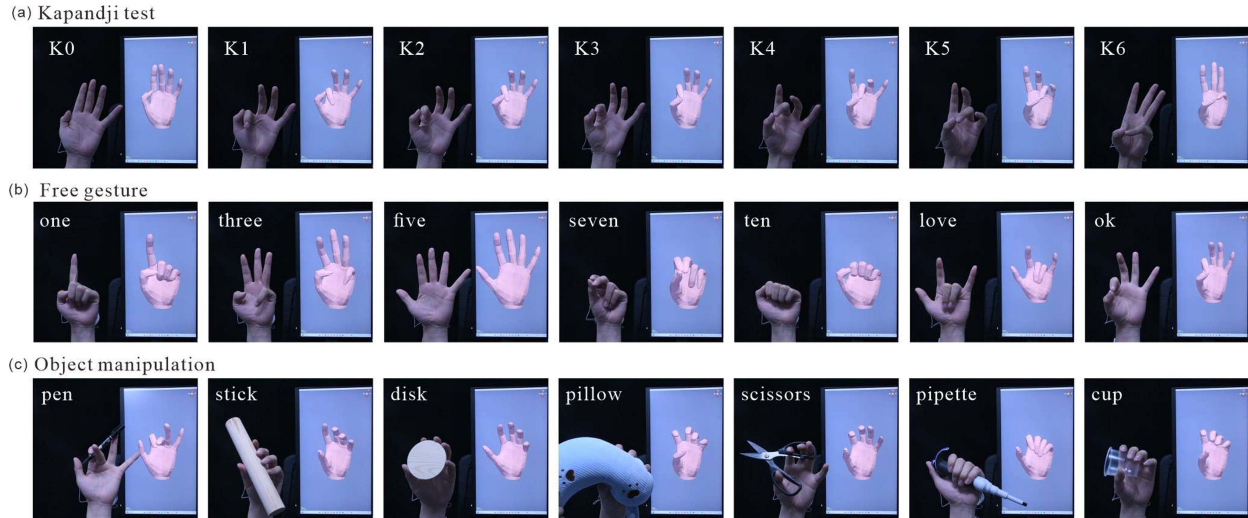 (a) Kapandji test
K0 K1 K2 K3 K4 K5 K6
(b) Free gesture
one three five seven ten love ok
(c) Object manipulation
pen stick disk pillow scissors pipette cup